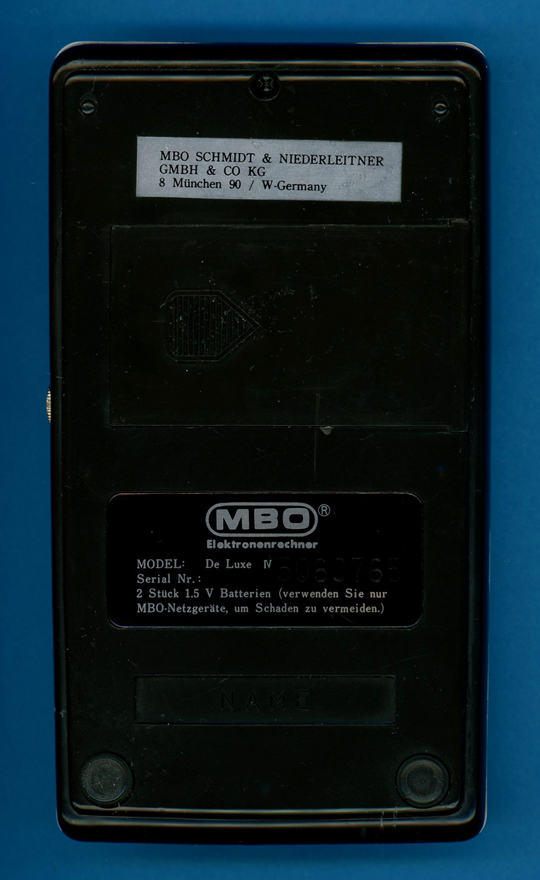 MBO SCHMIDT & NIEDERLEITNER
GMBH & CO KG
8 München 90 / W-Germany
MBO®
Elektronenrechner
MODEL: De Luxe IV
Serial Nr.:
2 Stück 1.5 V Batterien (verwenden Sie nur
MBO-Netzgeräte, um Schaden zu vermeiden.)
NAME